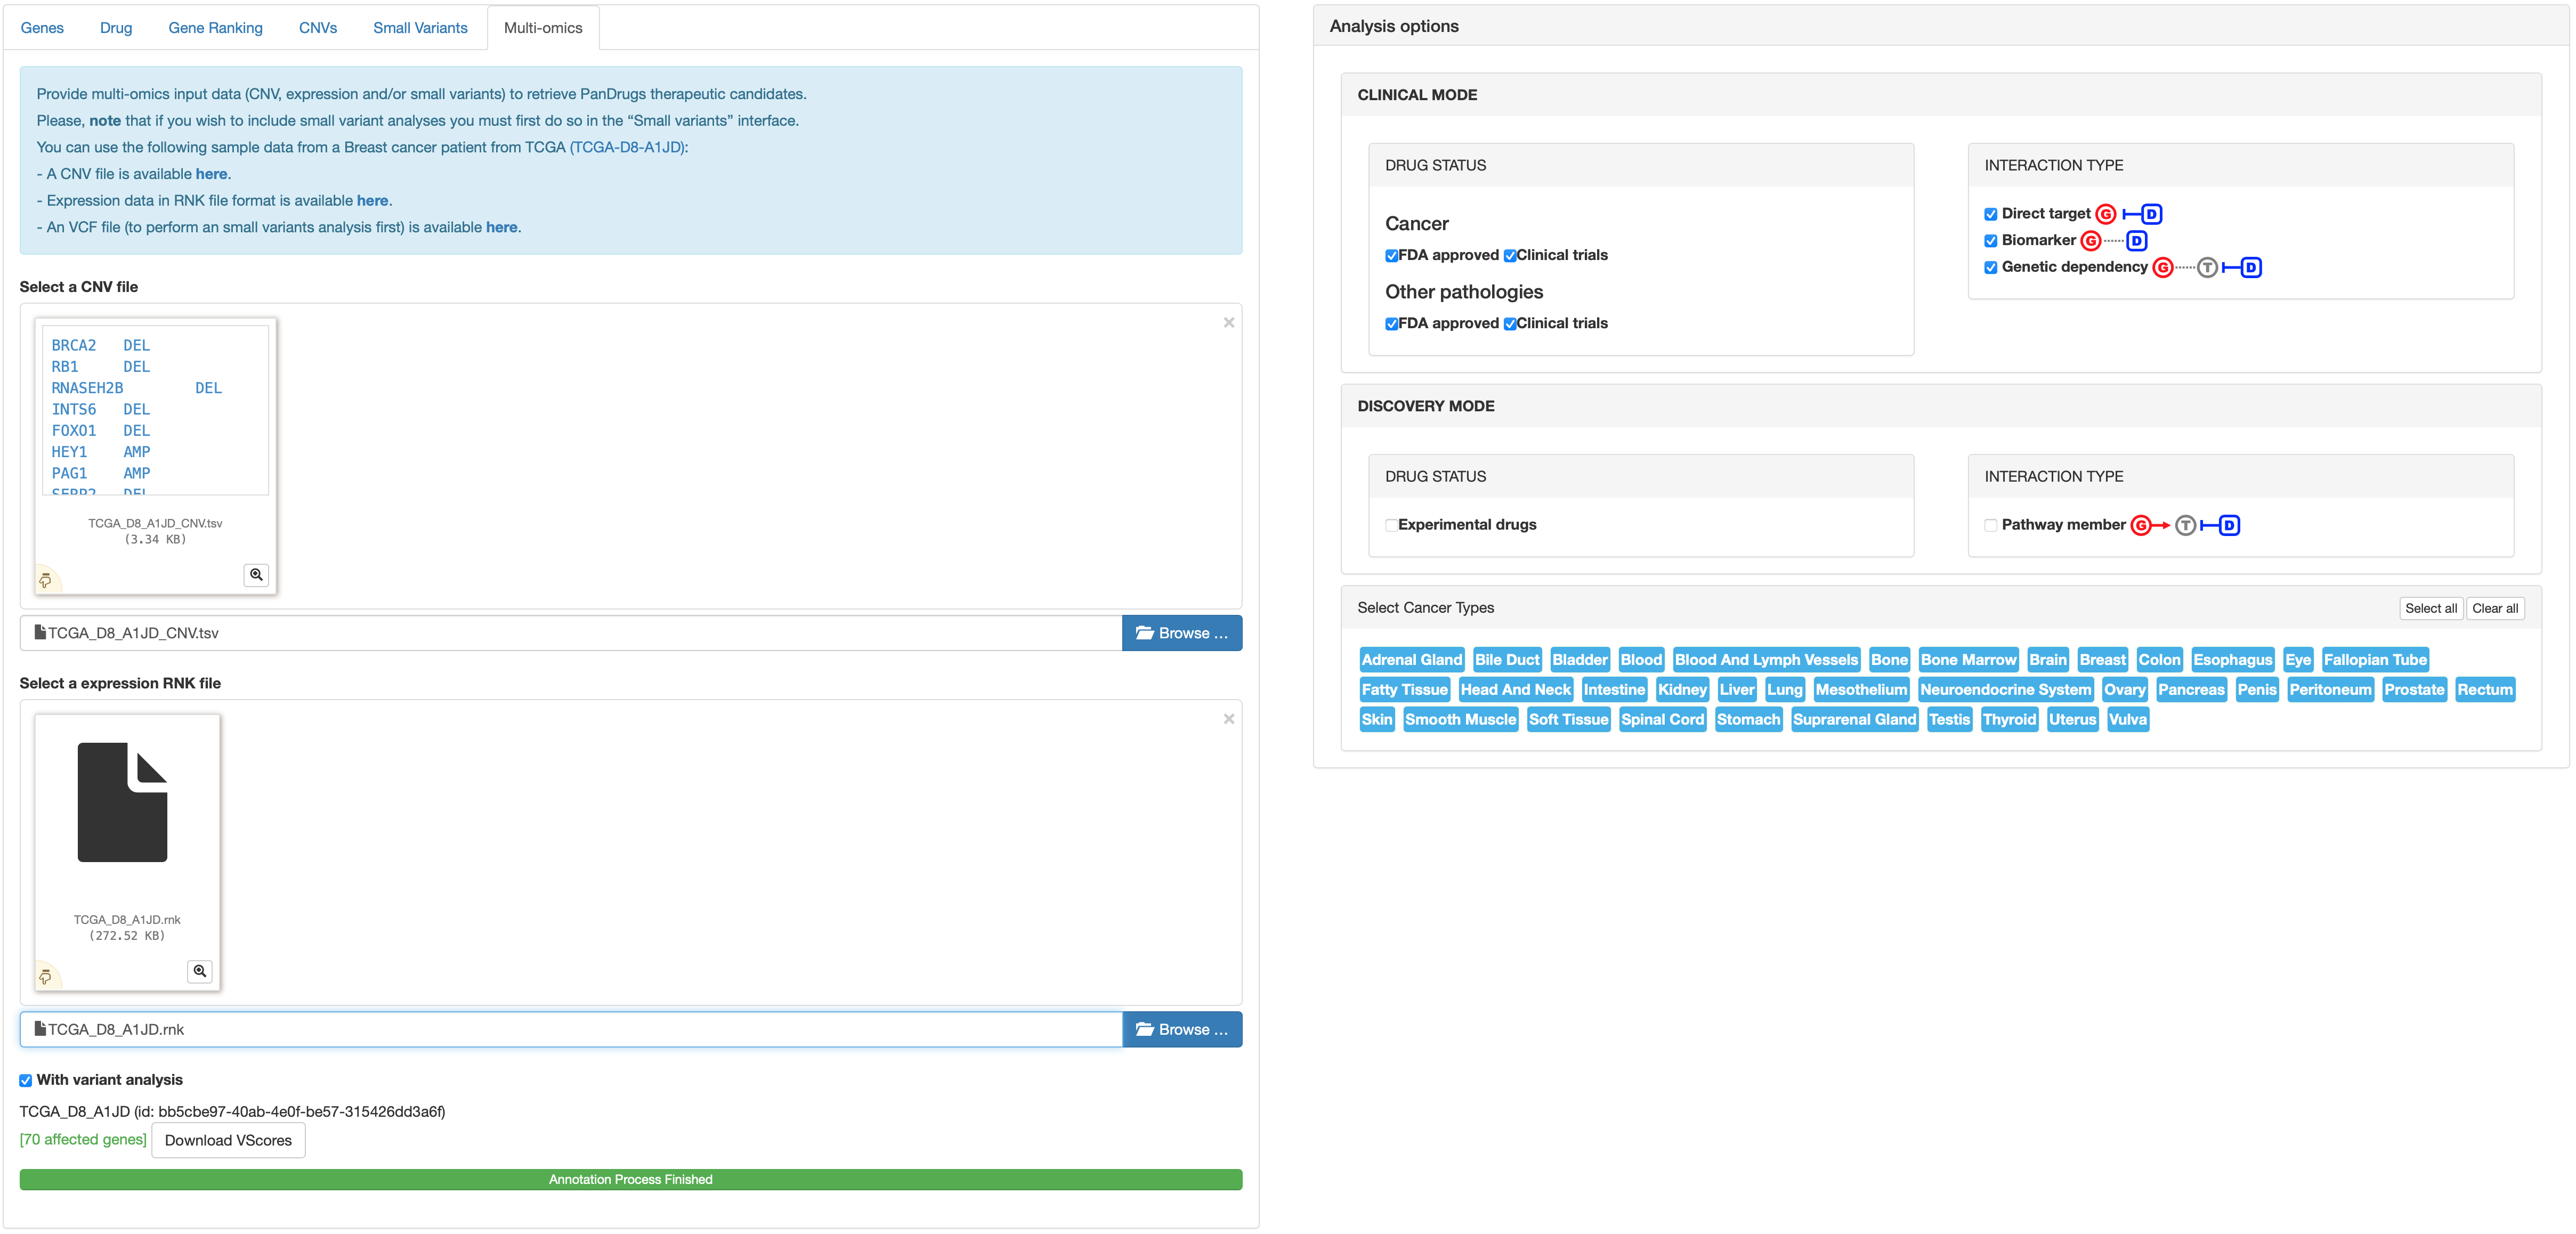 Genes Drug Gene Ranking CNVs Small Variants Multi-omics
Provide multi-omics input data (CNV, expression and/or small variants) to retrieve PanDrugs therapeutic candidates.
Please, note that if you wish to include small variant analyses you must first do so in the “Small variants” interface.
You can use the following sample data from a Breast cancer patient from TCGA (TCGA-D8-A1JD):
- A CNV file is available here.
- Expression data in RNK file format is available here.
- An VCF file (to perform an small variants analysis first) is available here.
Select a CNV file
×
BRCA2 DEL
RB1 DEL
RNASEH2B DEL
INTS6 DEL
FOXO1 DEL
HEY1 AMP
PAG1 AMP
TCGA_D8_A1JD_CNV.tsv
(3.34 KB)
TCGA_D8_A1JD_CNV.tsv
Browse ...
Select a expression RNK file
×
TCGA_D8_A1JD.rnk
(272.52 KB)
TCGA_D8_A1JD.rnk
Browse ...
With variant analysis
TCGA_D8_A1JD (id: bb5cbe97-40ab-4e0f-be57-315426dd3a6f)
[70 affected genes] Download VScores
Annotation Process Finished
Analysis options
CLINICAL MODE
DRUG STATUS
Cancer
FDA approved Clinical trials
Other pathologies
FDA approved Clinical trials
INTERACTION TYPE
Direct target G D
Biomarker G D
Genetic dependency G T D
DISCOVERY MODE
DRUG STATUS
Experimental drugs
INTERACTION TYPE
Pathway member G T D
Select Cancer Types
Select all Clear all
Adrenal Gland Bile Duct Bladder Blood Blood And Lymph Vessels Bone Bone Marrow Brain Breast Colon Esophagus Eye Fallopian Tube
Fatty Tissue Head And Neck Intestine Kidney Liver Lung Mesothelium Neuroendocrine System Ovary Pancreas Penis Peritoneum Prostate Rectum
Skin Smooth Muscle Soft Tissue Spinal Cord Stomach Suprarenal Gland Testis Thyroid Uterus Vulva